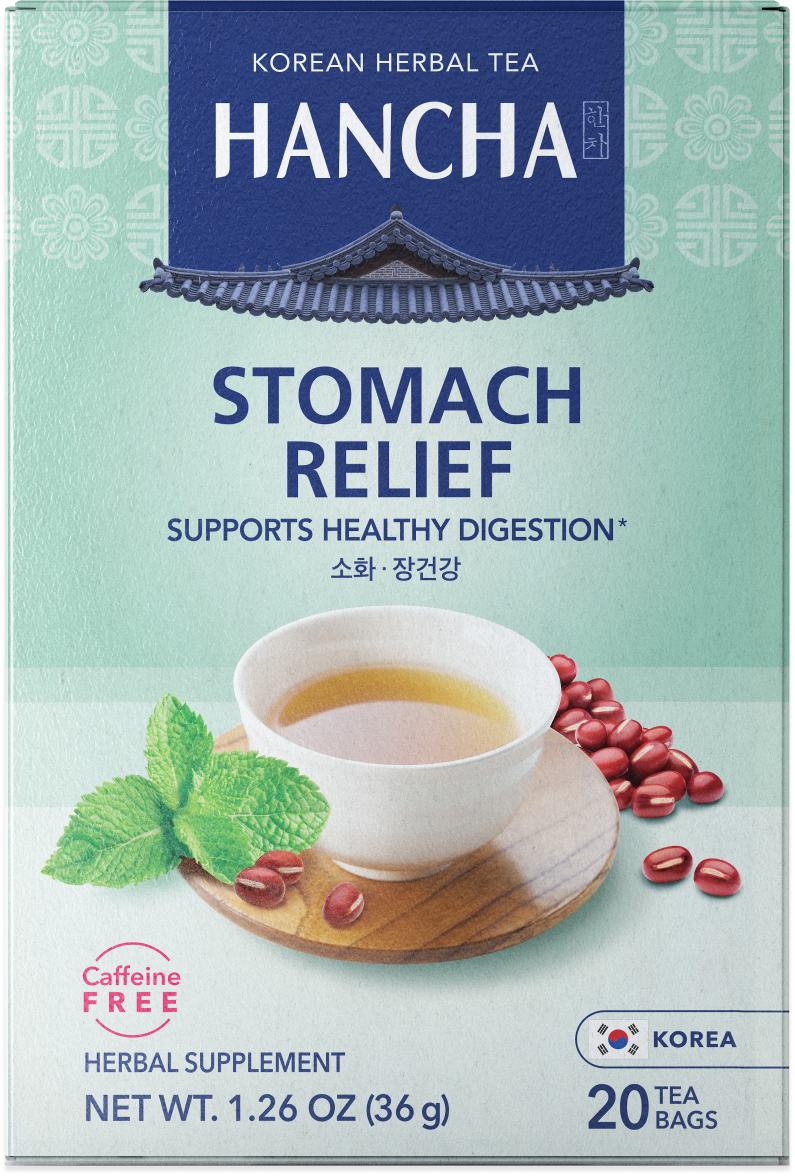 KOREAN HERBAL TEA
HANCHA
한차
STOMACH
RELIEF
SUPPORTS HEALTHY DIGESTION*
소화·장건강
Caffeine
FREE
HERBAL SUPPLEMENT
NET WT. 1.26 OZ (36 g)
KOREA
20 TEA
BAGS